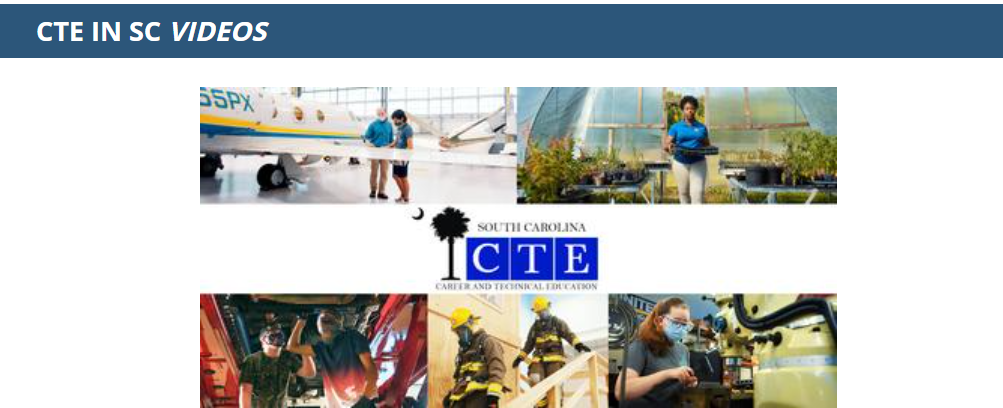 CTE IN SC VIDEOS
55PX
SOUTH CAROLINA
CTE
CAREER AND TECHNICAL EDUCATION